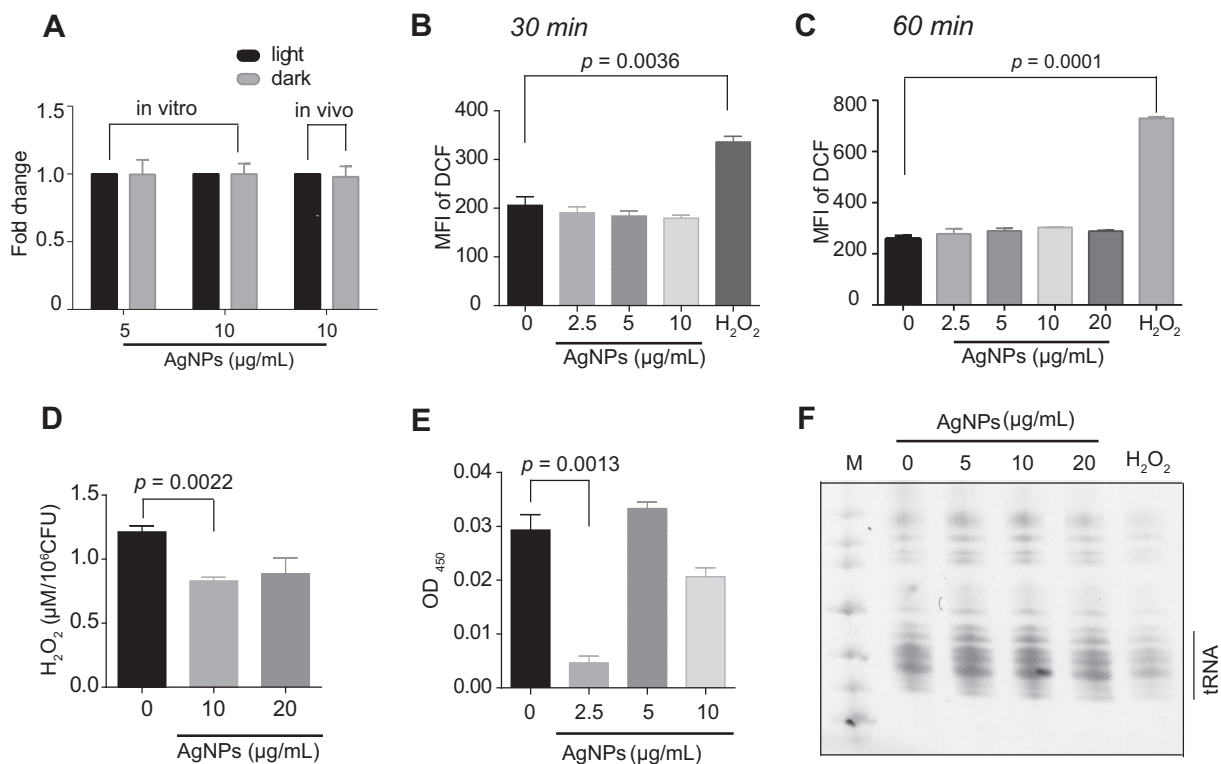 A
light
dark
in vitro
in vivo
Fold dhange
1.5
1.0
0.5
0
5
10
10
AgNPs (µg/mL)
B
30 min
p = 0.0036
MFI of DCF
400
300
200
100
0
0
2.5
5
10
H₂O₂
AgNPs (µg/mL)
C
60 min
p = 0.0001
MFI of DCF
800
600
400
200
0
0
2.5
5
10
20
H₂O₂
AgNPs (µg/mL)
D
p = 0.0022
H₂O₂ (µM/10⁶CFU)
1.5
1.0
0.5
0.0
0
10
20
AgNPs (µg/mL)
E
p = 0.0013
OD₄₅₀
0.04
0.03
0.02
0.01
0.00
0
2.5
5
10
AgNPs (µg/mL)
F
AgNPs (µg/mL)
M
0
5
10
20
H₂O₂
tRNA